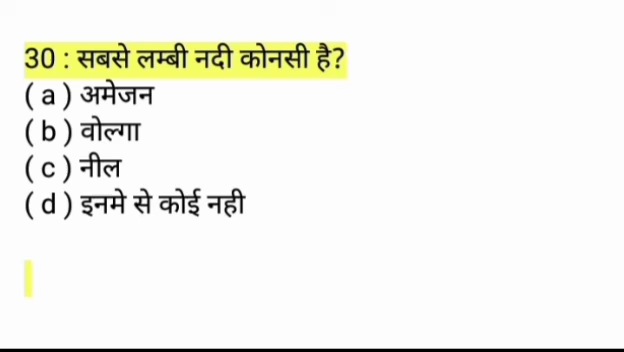 30 : सबसे लम्बी नदी कोनसी है?
( a ) अमेजन
( b ) वोल्गा
( c ) नील
( d ) इनमे से कोई नही